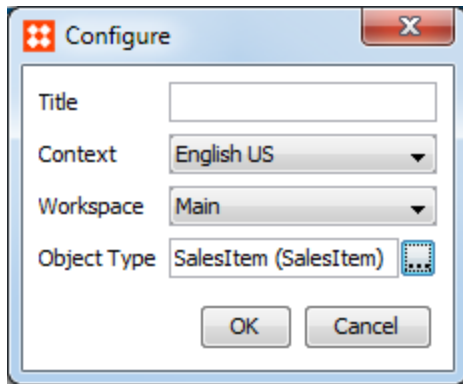 Configure
Title
Context English US
Workspace Main
Object Type SalesItem (SalesItem) ...
OK Cancel